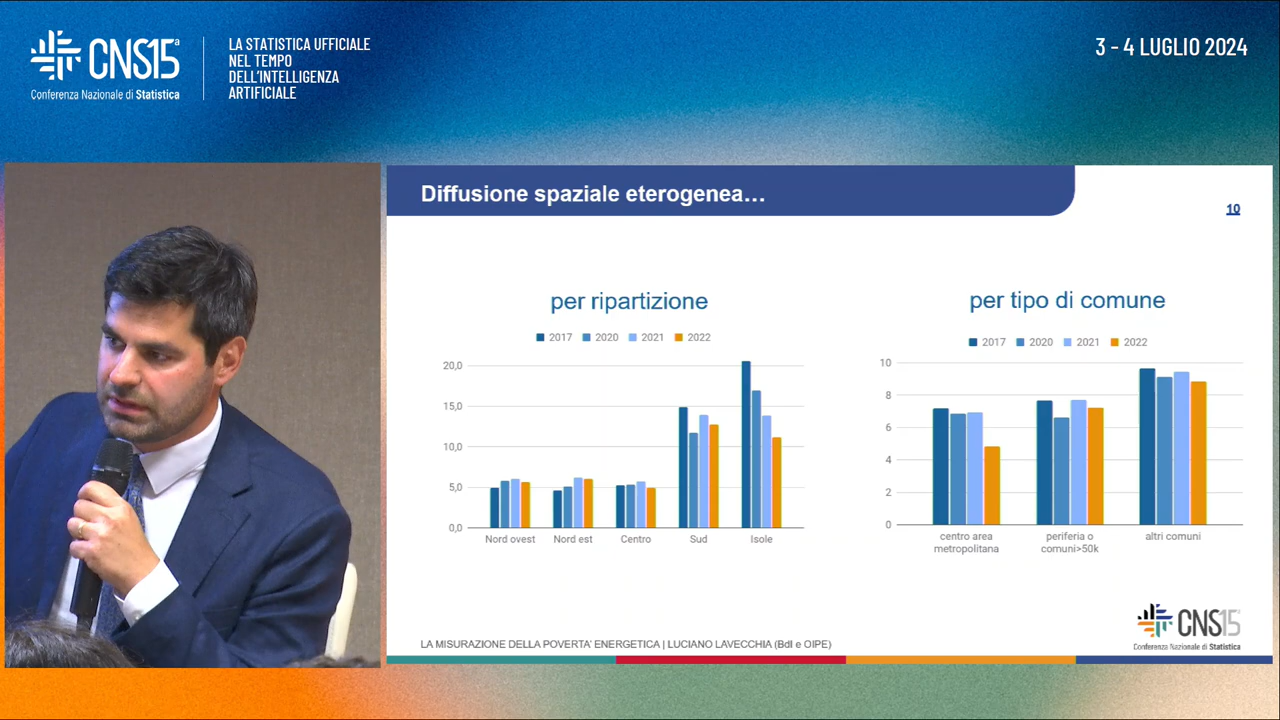 CNS15ª
Conferenza Nazionale di Statistica
LA STATISTICA UFFICIALE
NEL TEMPO
DELL'INTELLIGENZA
ARTIFICIALE
3 - 4 LUGLIO 2024
Diffusione spaziale eterogenea…
10
per ripartizione
2017 2020 2021 2022
20,0
15,0
10,0
5,0
0,0
Nord ovest Nord est Centro Sud Isole
per tipo di comune
2017 2020 2021 2022
10
8
6
4
2
0
centro area
metropolitana
periferia o
comuni>50k
altri comuni
LA MISURAZIONE DELLA POVERTA' ENERGETICA | LUCIANO LAVECCHIA (BdI e OIPE)
CNS15
Conferenza Nazionale di Statistica